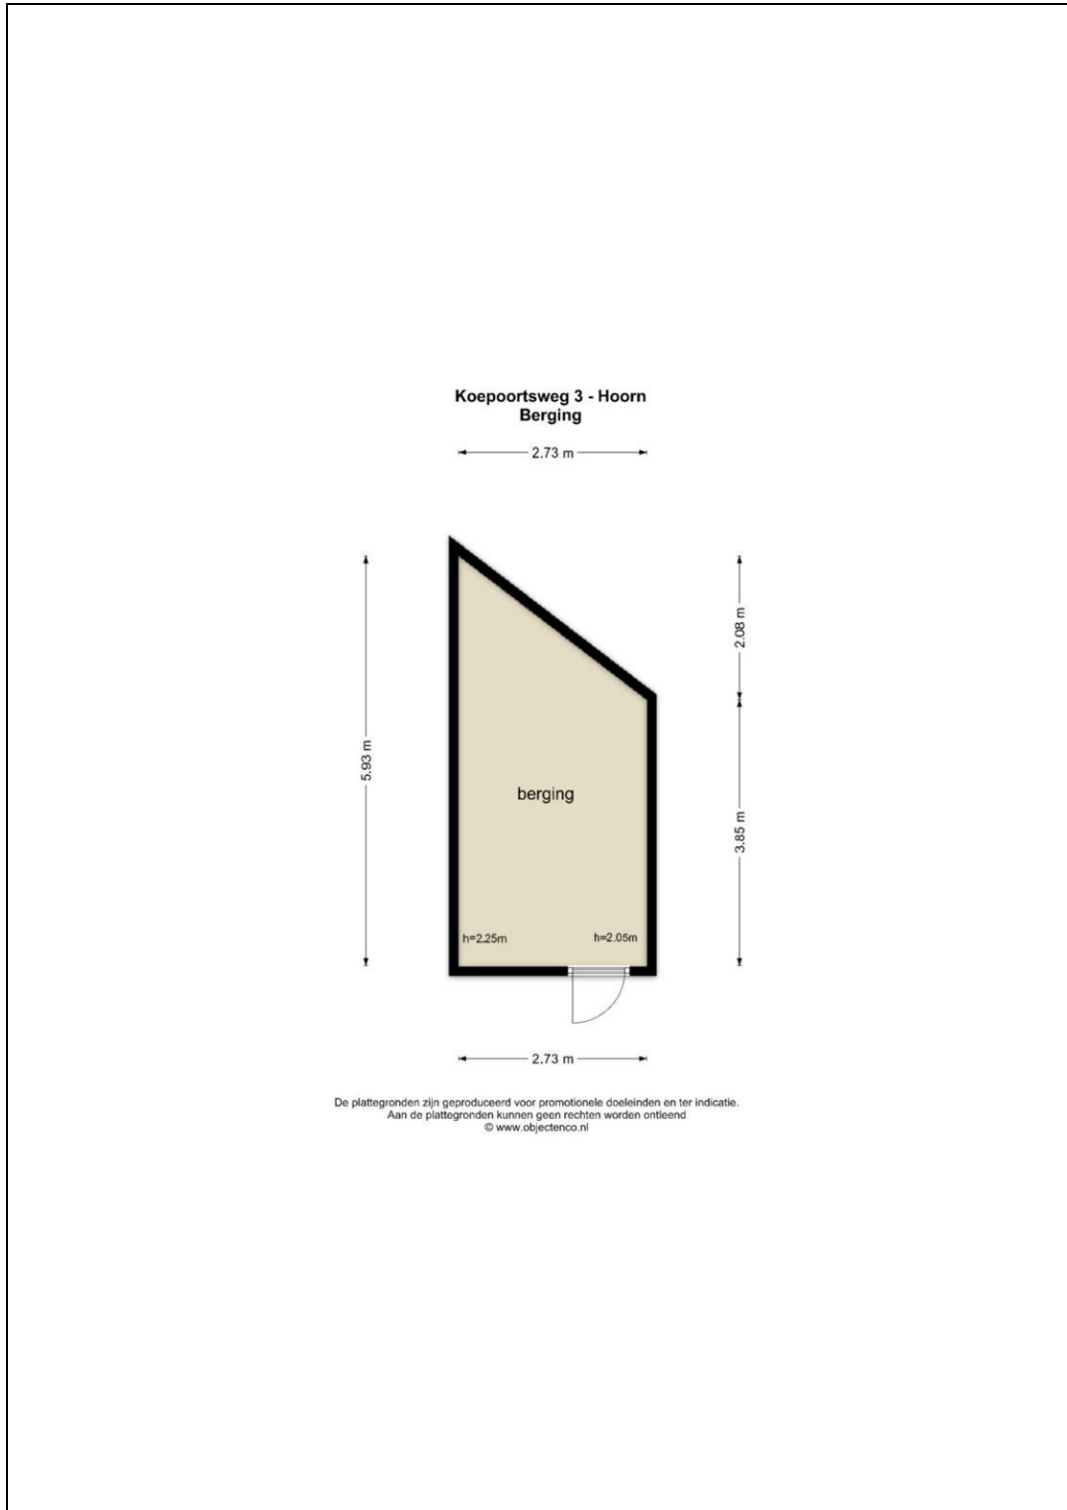 Koepoortsweg 3 - Hoorn
Berging
2.73 m
2.08 m
5.93 m
berging
3.85 m
h=2.25m
h=2.05m
2.73 m
De plattegronden zijn geproduceerd voor promotionele doeleinden en ter indicatie.
Aan de plattegronden kunnen geen rechten worden ontleend
© www.objectenco.nl